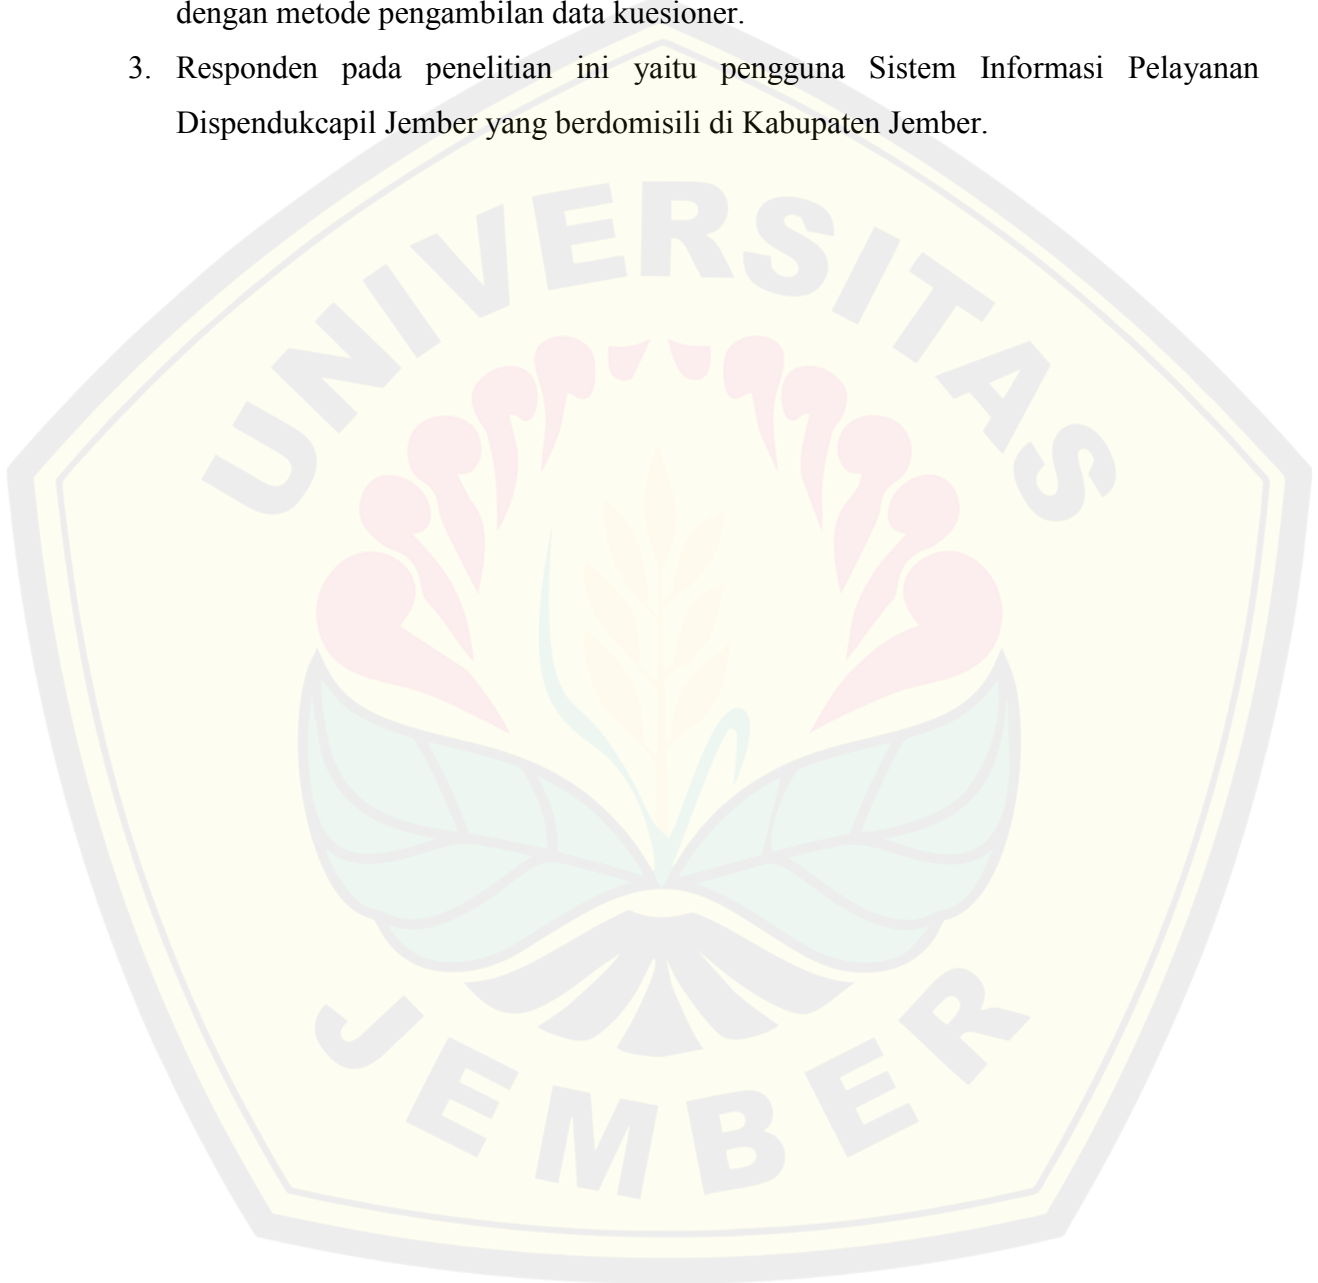 dengan metode pengambilan data kuesioner.
3. Responden pada penelitian ini yaitu pengguna Sistem Informasi Pelayanan
Dispendukcapil Jember yang berdomisili di Kabupaten Jember.
UNIVERSITAS
JEMBER